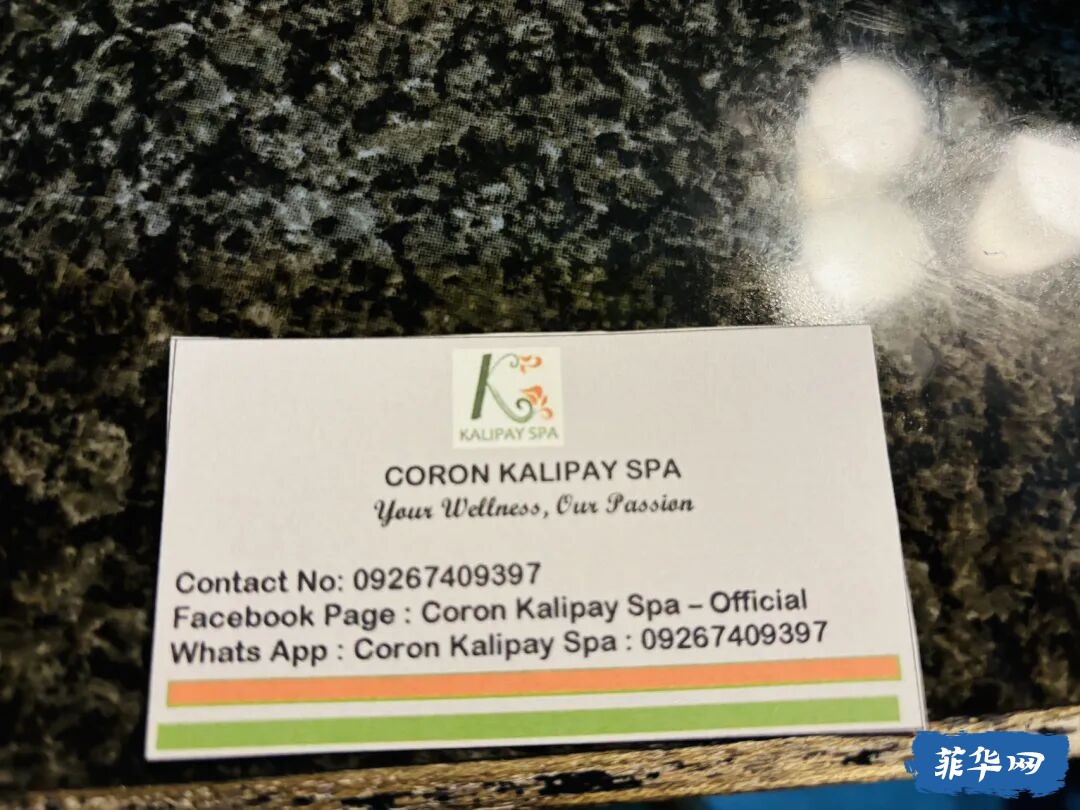 K
KALIPAY SPA
CORON KALIPAY SPA
Your Wellness, Our Passion
Contact No: 09267409397
Facebook Page : Coron Kalipay Spa – Official
Whats App : Coron Kalipay Spa : 09267409397
菲华网